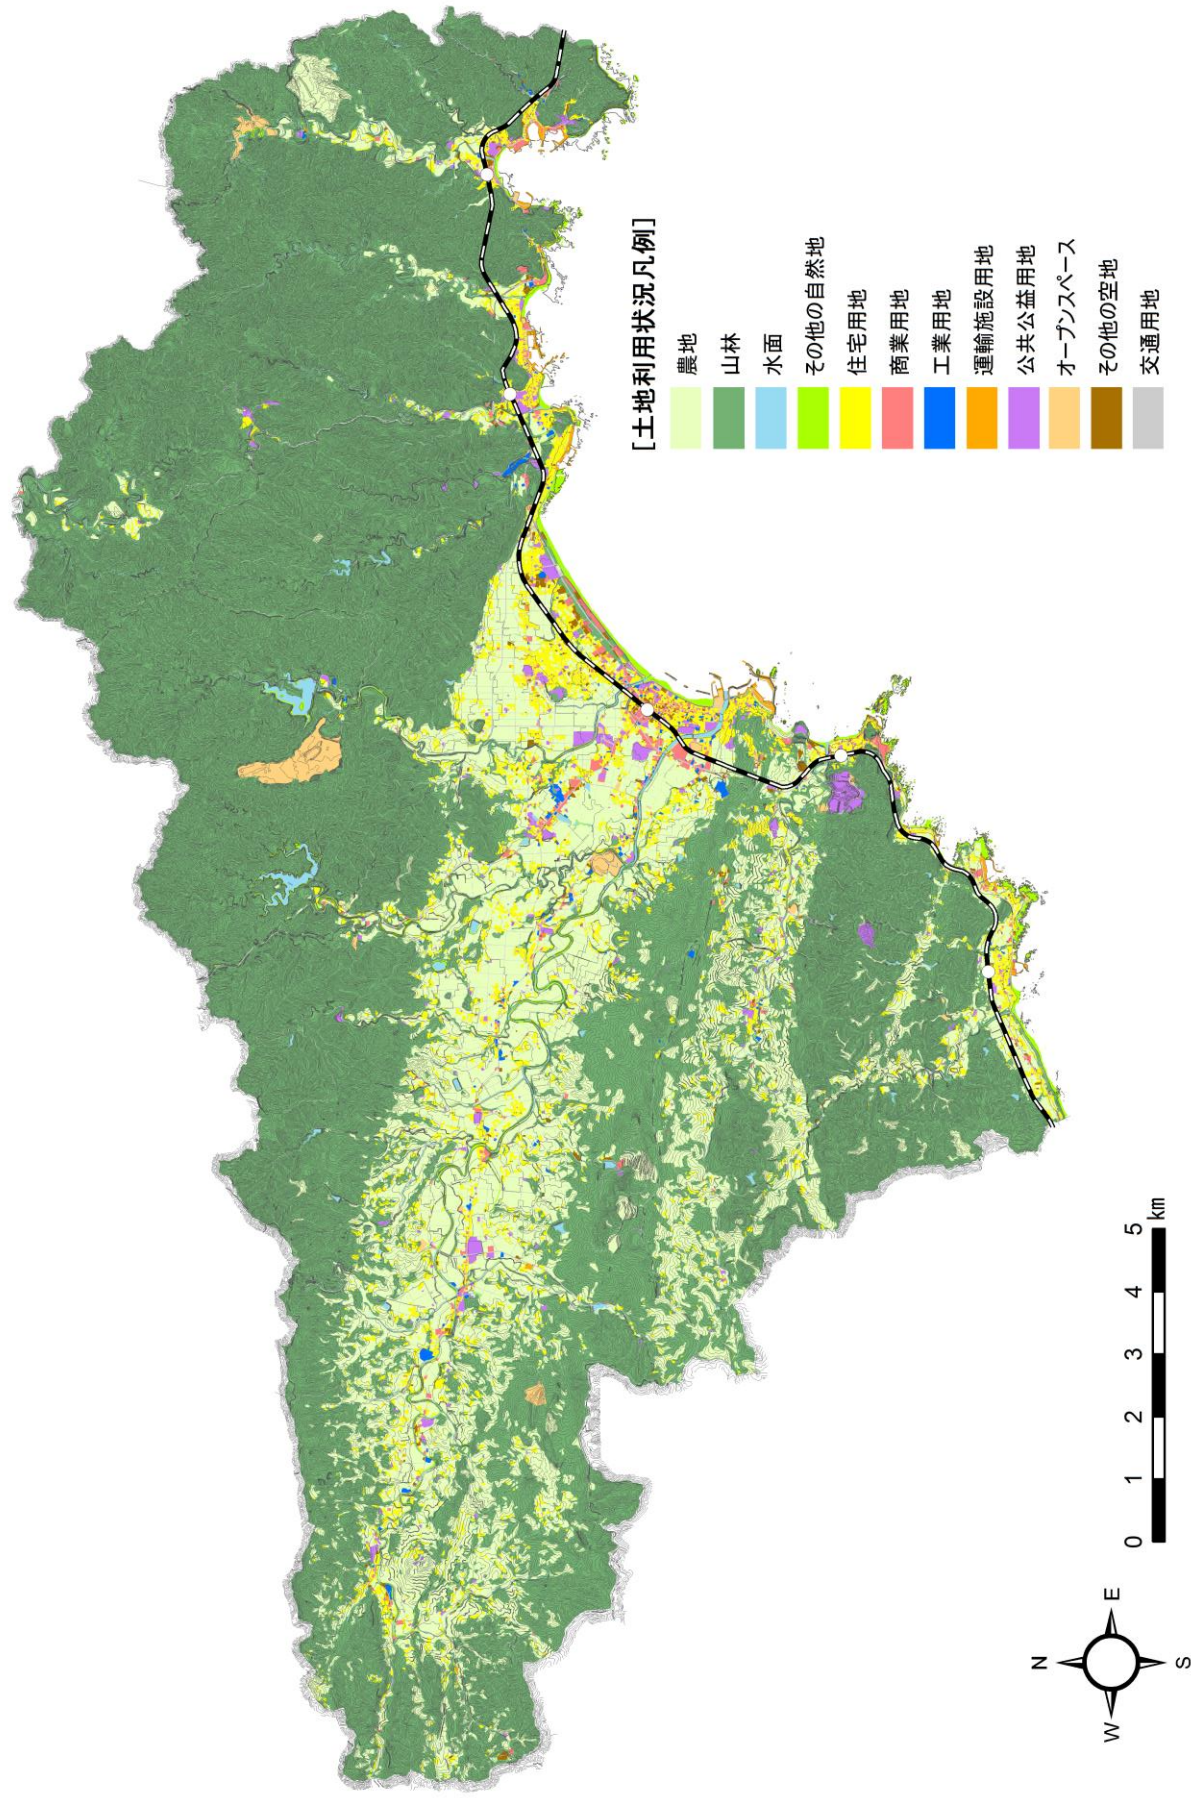 [土地利用状況凡例]
農地
山林
水面
その他の自然地
住宅用地
商業用地
工業用地
運輸施設用地
公共公益用地
オープンスペース
その他の空地
交通用地
N
W
E
S
0 1 2 3 4 5 km